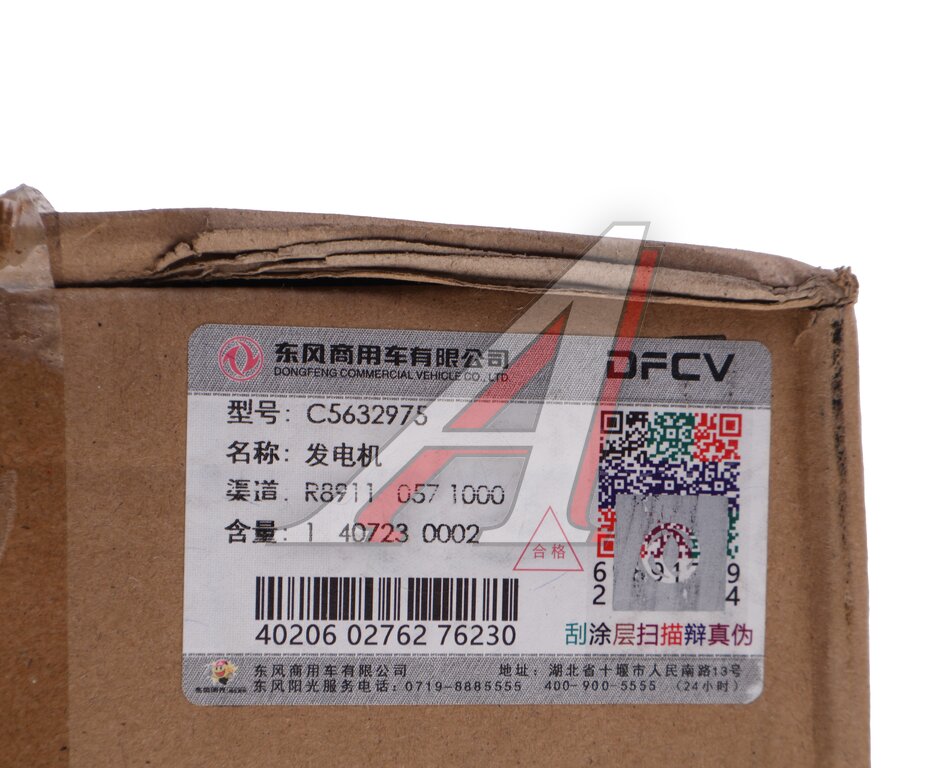 东风商用车有限公司
DONGFENG COMMERCIAL VEHICLE CO., LTD.
DFCV
型号: C5632975
名称: 发电机
渠道 R8911 057 1000
含量: 1 40723 0002
合格
40206 02762 76230
刮涂层扫描辩真伪
东风商用车有限公司 地址: 湖北省十堰市人民南路13号
东风阳光服务电话: 0719-8885555 400-900-5555 (24小时)